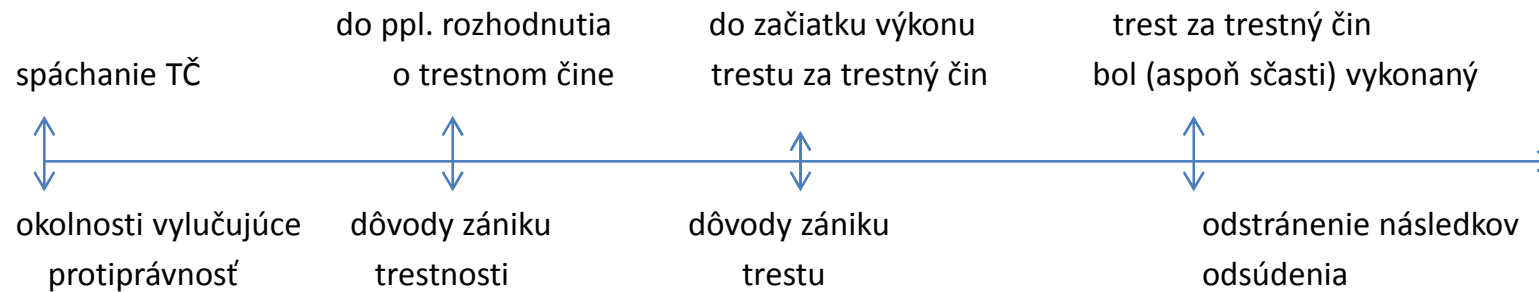 do ppl. rozhodnutia do začiatku výkonu trest za trestný čin
spáchanie TČ o trestnom čine trestu za trestný čin bol (aspoň sčasti) vykonaný
okolnosti vylučujúce dôvody zániku dôvody zániku odstránenie následkov
protiprávnosť trestnosti trestu odsúdenia